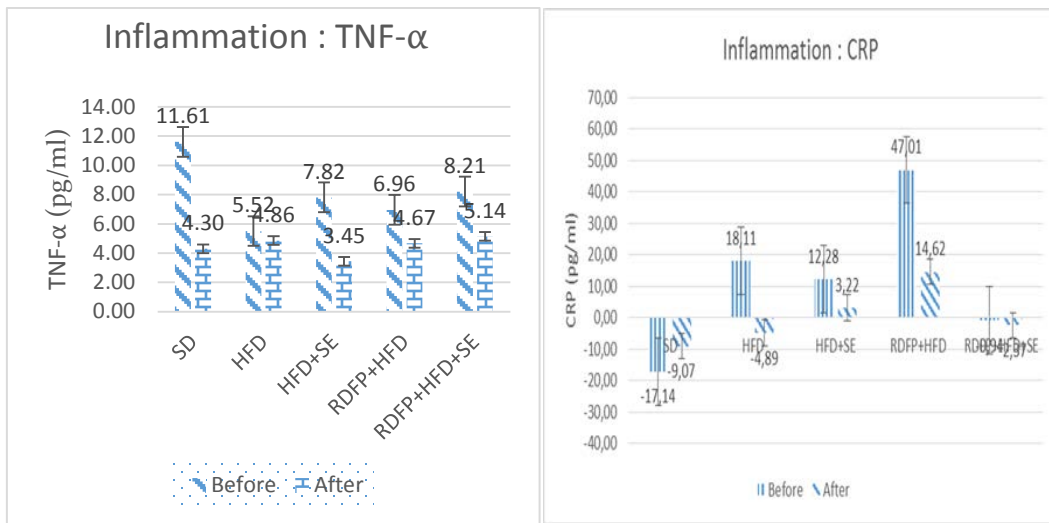 Inflammation : TNF-α
TNF-α (pg/ml)
14.00
12.00
10.00
8.00
6.00
4.00
2.00
0.00
11.61
4.30
5.52
4.86
7.82
3.45
6.96
4.67
8.21
5.14
SD
HFD
HFD+SE
RDFP+HFD
RDFP+HFD+SE
Before After
Inflammation : CRP
CRP (pg/ml)
70,00
60,00
50,00
40,00
30,00
20,00
10,00
0,00
-10,00
-20,00
-30,00
-40,00
-17,14
-9,07
18,11
-4,89
12,28
3,22
47,01
14,62
-2,37
SD
HFD
HFD+SE
RDFP+HFD
Before After